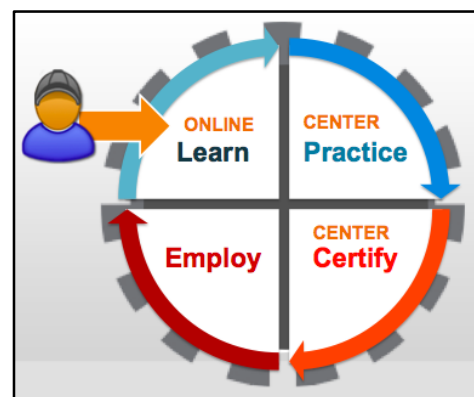 ONLINE
Learn
CENTER
Practice
Employ
CENTER
Certify